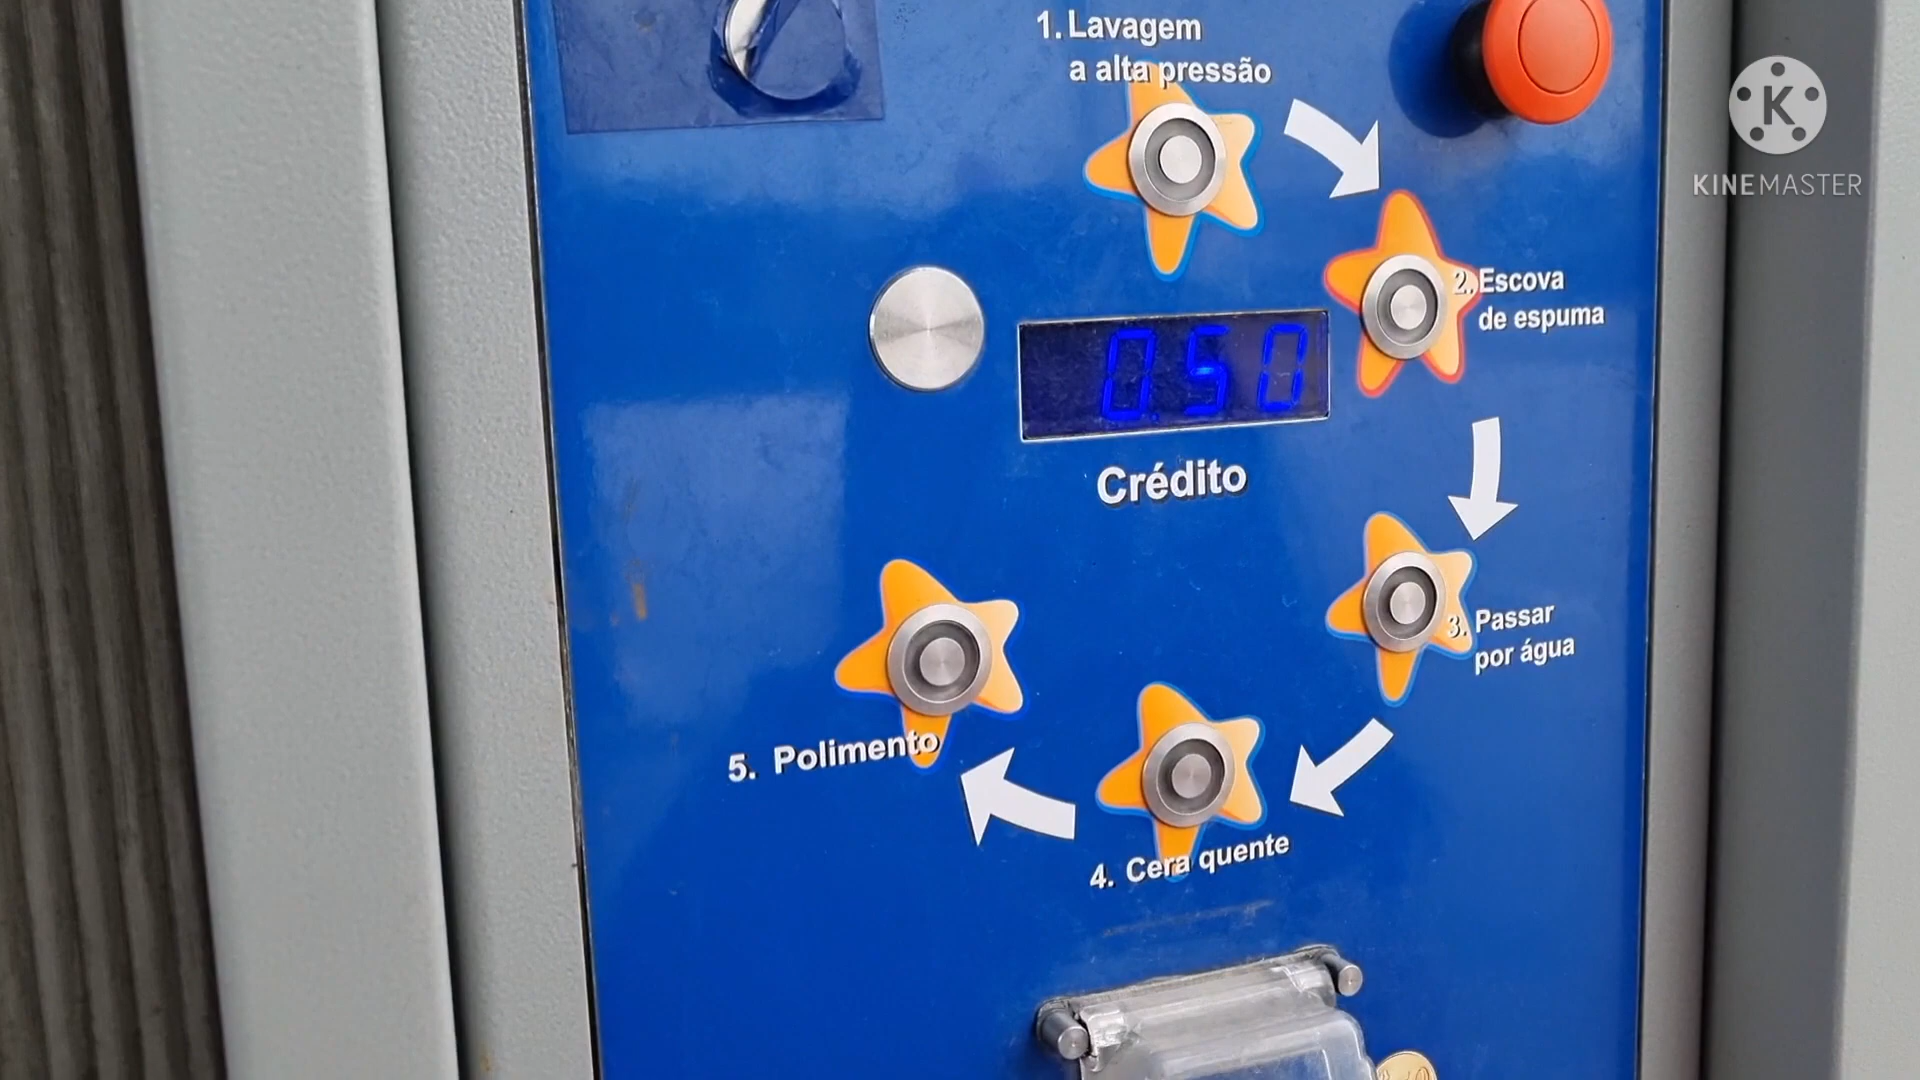 1. Lavagem
a alta pressão
K
KINEMASTER
2. Escova
de espuma
0.50
Crédito
3. Passar
por água
5. Polimento
4. Cera quente